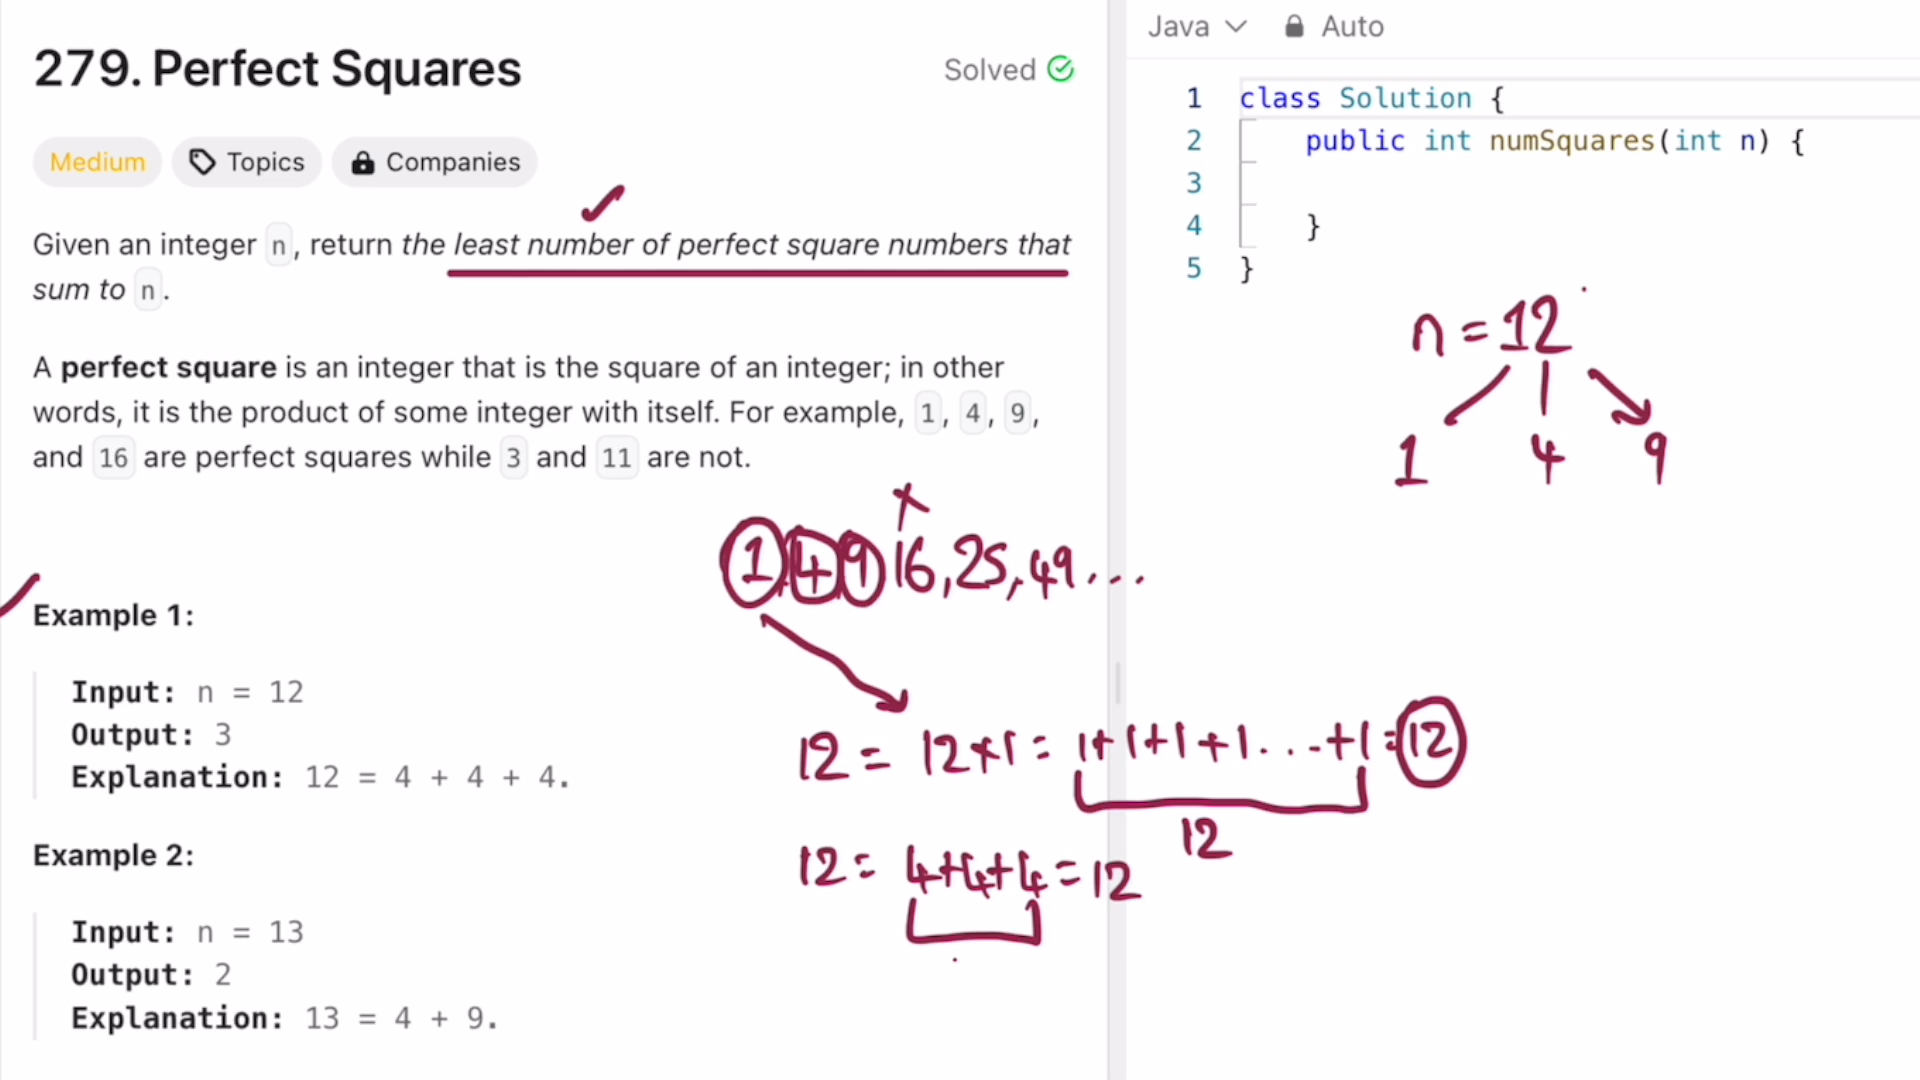 279. Perfect Squares
Solved
Medium Topics Companies
Given an integer n, return the least number of perfect square numbers that
sum to n.
A perfect square is an integer that is the square of an integer; in other
words, it is the product of some integer with itself. For example, 1, 4, 9,
and 16 are perfect squares while 3 and 11 are not.
1, 4, 9 16, 25, 49 ...
Example 1:
Input: n = 12
Output: 3
Explanation: 12 = 4 + 4 + 4.
12 = 12*1 = 1+1+1+1...+1 = 12
12
12 = 4+4+4 = 12
Example 2:
Input: n = 13
Output: 2
Explanation: 13 = 4 + 9.
Java Auto
1 class Solution {
2 public int numSquares(int n) {
3
4 }
5 }
n = 12
1 4 9